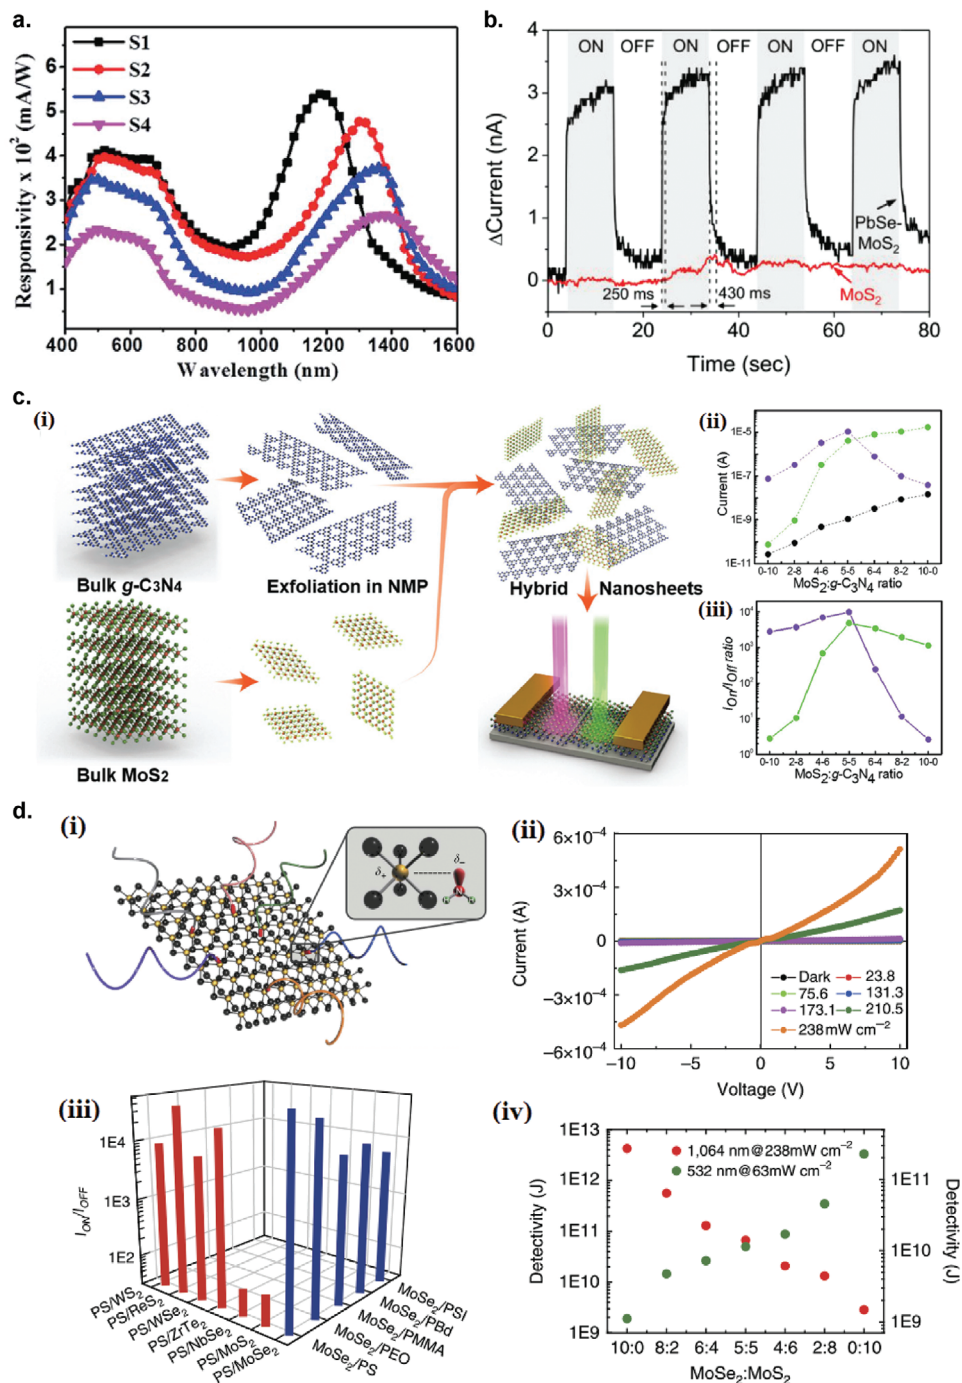 a.
S1
S2
S3
S4
Responsivity x 10² (mA/W)
6
5
4
3
2
1
400 600 800 1000 1200 1400 1600
Wavelength (nm)
b.
ON OFF ON OFF ON OFF ON
ΔCurrent (nA)
4
3
2
1
0
PbSe-
MoS₂
MoS₂
250 ms
430 ms
0 20 40 60 80
Time (sec)
c.
(i)
Bulk g-C₃N₄
Exfoliation in NMP
Hybrid Nanosheets
Bulk MoS₂
(ii)
Current (A)
1E-5
1E-7
1E-9
1E-11
0-10 2-8 4-6 5-5 6-4 8-2 10-0
MoS₂:g-C₃N₄ ratio
(iii)
I_On/I_Off ratio
10⁴
10³
10²
10¹
10⁰
0-10 2-8 4-6 5-5 6-4 8-2 10-0
MoS₂:g-C₃N₄ ratio
d.
(i)
δ₊
δ₋
N
H H
(ii)
Current (A)
6×10⁻⁴
3×10⁻⁴
0
−3×10⁻⁴
−6×10⁻⁴
Dark 23.8
75.6 131.3
173.1 210.5
238 mW cm⁻²
−10 −5 0 5 10
Voltage (V)
(iii)
I_ON/I_OFF
1E4
1E3
1E2
PS/WS₂
PS/ReS₂
PS/WSe₂
PS/ZrTe₂
PS/NbSe₂
PS/MoS₂
PS/MoSe₂
MoSe₂/PSI
MoSe₂/PBd
MoSe₂/PMMA
MoSe₂/PEO
MoSe₂/PS
(iv)
Detectivity (J)
1E13
1E12
1E11
1E10
1E9
1,064 nm@238mW cm⁻²
532 nm@63mW cm⁻²
1E11
1E10
1E9
Detectivity (J)
10:0 8:2 6:4 5:5 4:6 2:8 0:10
MoSe₂:MoS₂